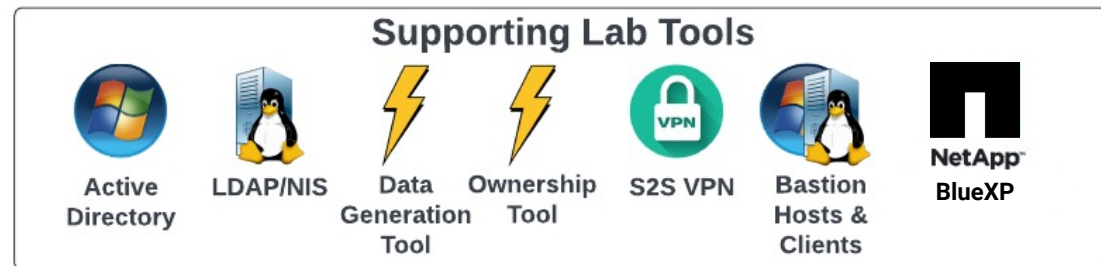 Supporting Lab Tools
VPN
NetApp™
Active
Directory
LDAP/NIS
Data
Generation
Tool
Ownership
Tool
S2S VPN
Bastion
Hosts &
Clients
BlueXP